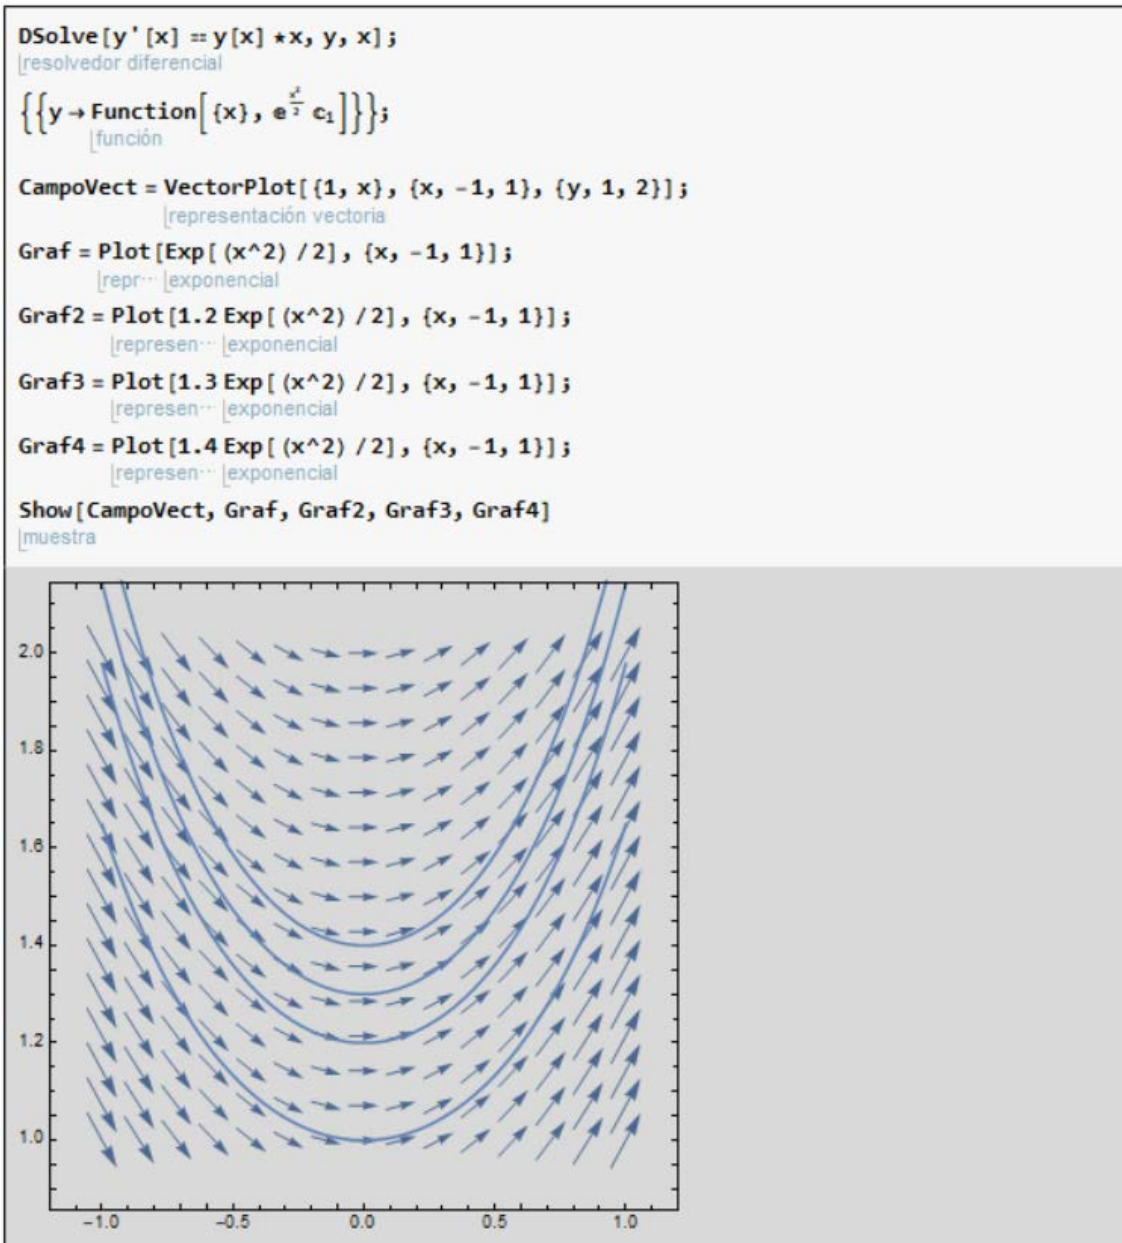 DSolve[y'[x] == y[x] *x, y, x];
resolvedor diferencial
{{y → Function[{x}, e^(x²/2) c₁]}};
función
CampoVect = VectorPlot[{1, x}, {x, -1, 1}, {y, 1, 2}];
representación vectoria
Graf = Plot[Exp[(x^2) /2], {x, -1, 1}];
repr··· exponencial
Graf2 = Plot[1.2 Exp[(x^2) /2], {x, -1, 1}];
represen··· exponencial
Graf3 = Plot[1.3 Exp[(x^2) /2], {x, -1, 1}];
represen··· exponencial
Graf4 = Plot[1.4 Exp[(x^2) /2], {x, -1, 1}];
represen··· exponencial
Show[CampoVect, Graf, Graf2, Graf3, Graf4]
muestra
2.0
1.8
1.6
1.4
1.2
1.0
-1.0 -0.5 0.0 0.5 1.0